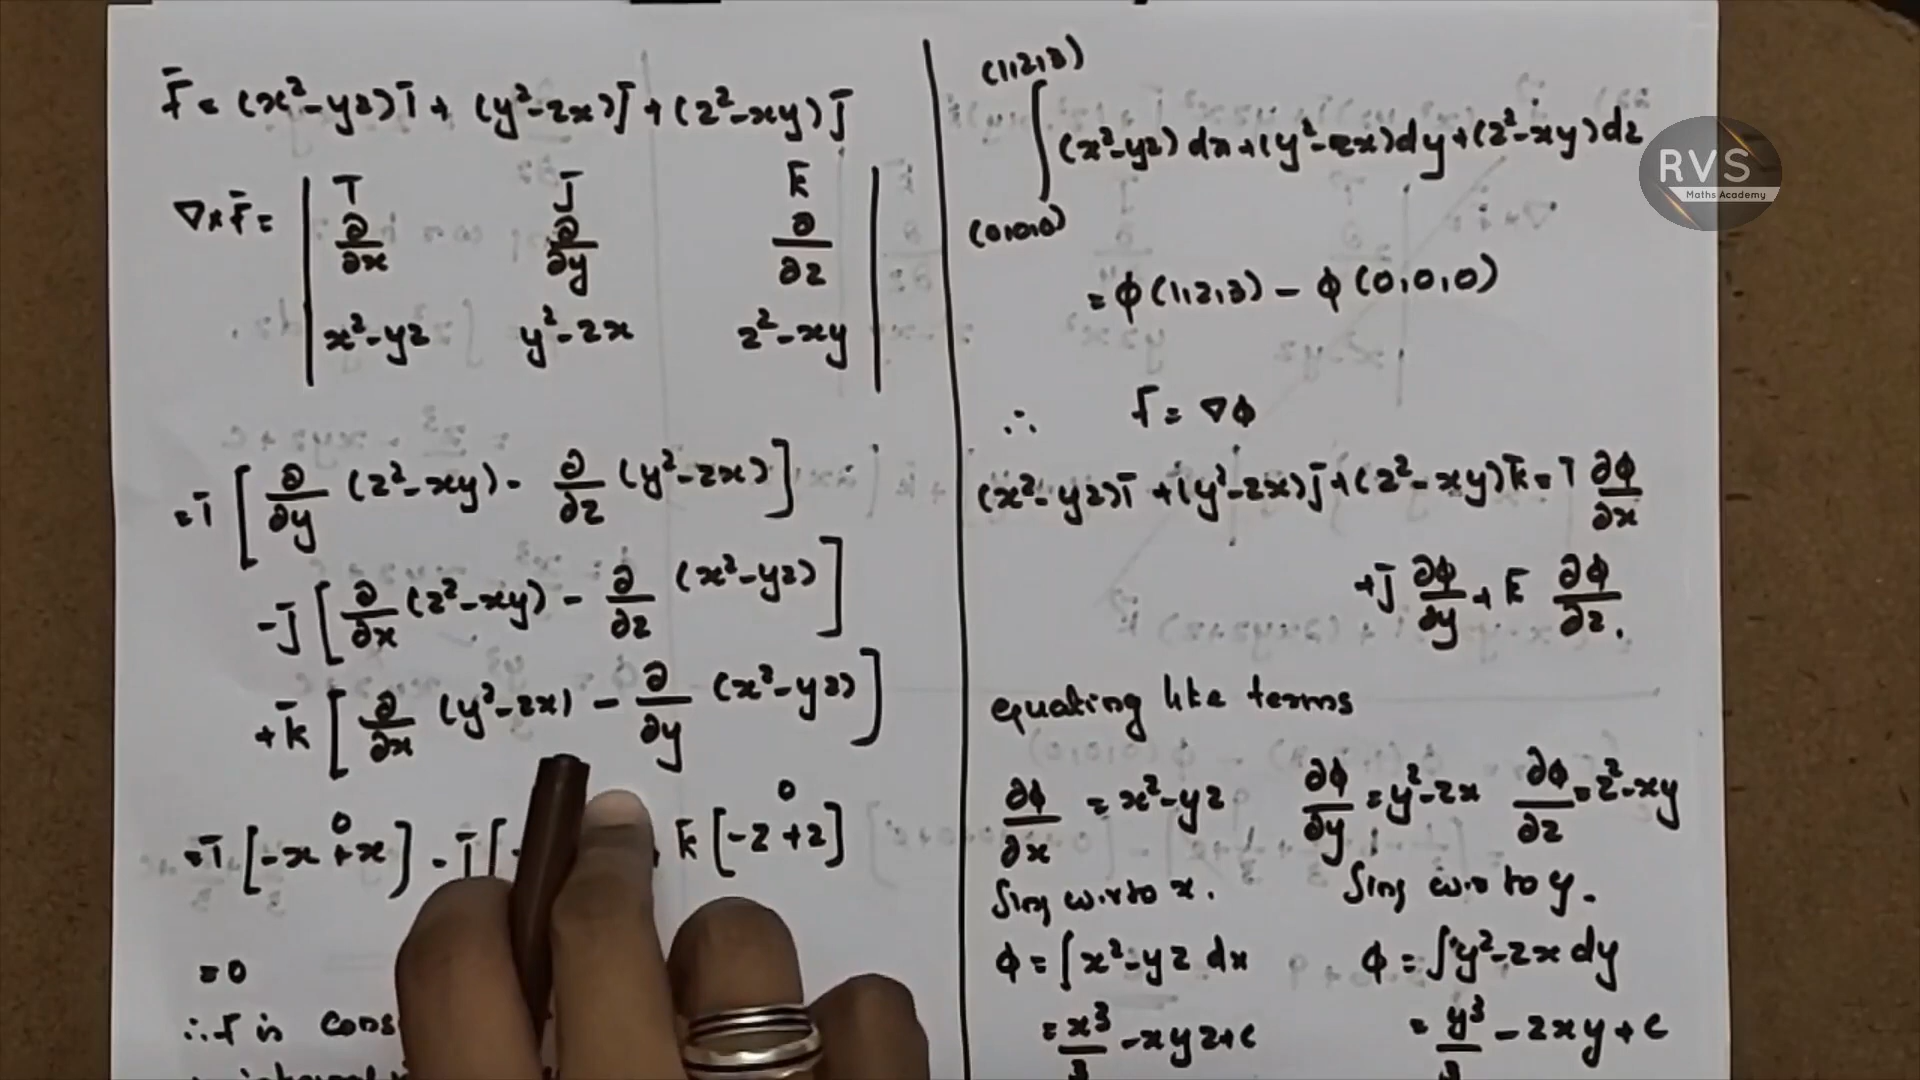 F̄ = (x²-yz)ī + (y²-zx)j̄ + (z²-xy)j̄
∇×F̄ = | ī j̄ k̄
∂/∂x ∂/∂y ∂/∂z
x²-yz y²-zx z²-xy |
= ī [∂/∂y (z²-xy) - ∂/∂z (y²-zx)]
-j̄ [∂/∂x (z²-xy) - ∂/∂z (x²-yz)]
+k̄ [∂/∂x (y²-zx) - ∂/∂y (x²-yz)]
= ī [-x+x] 0 - j̄ [ k̄ [-z+z] 0
= 0
∴ F is
(1,2,3)
∫ (x²-yz) dx + (y²-zx) dy + (z²-xy) dz
(0,0,0)
= ϕ(1,2,3) - ϕ(0,0,0)
∴ F̄ = ∇ϕ
(x²-yz)ī + (y²-zx)j̄ + (z²-xy)k̄ = ī ∂ϕ/∂x
+ j̄ ∂ϕ/∂y + k̄ ∂ϕ/∂z.
equating like terms
∂ϕ/∂x = x²-yz ∂ϕ/∂y = y²-zx ∂ϕ/∂z = z²-xy
∫ing w.r.to x. ∫ing w.r.to y.
ϕ = ∫x²-yz dx ϕ = ∫y²-zx dy
= x³/3 - xyz+c = y³/3 - zxy+c
RVS
Maths Academy